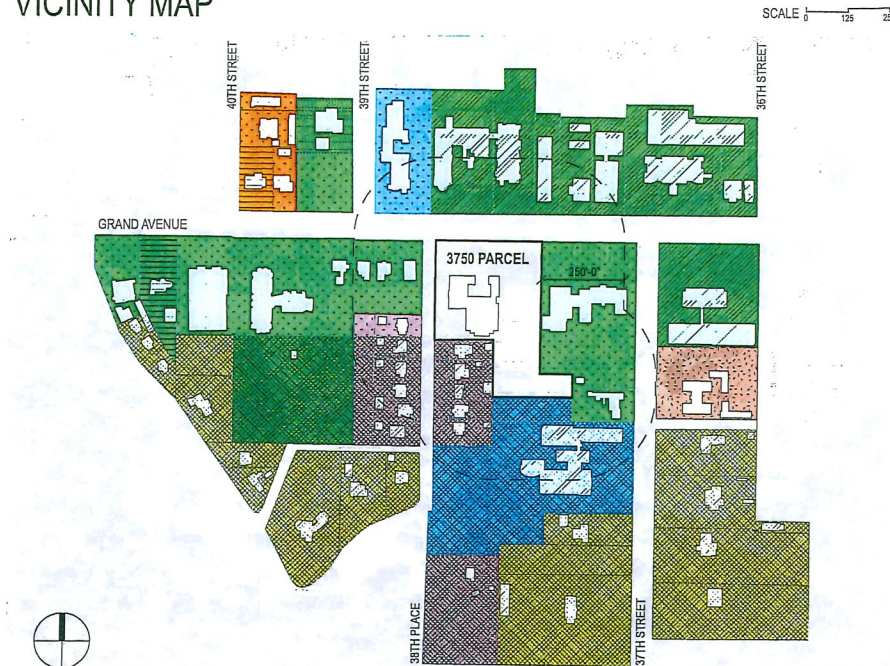 VICINITY MAP
SCALE 0 125
40TH STREET
39TH STREET
36TH STREET
GRAND AVENUE
3750 PARCEL
250'-0"
38TH PLACE
37TH STREET